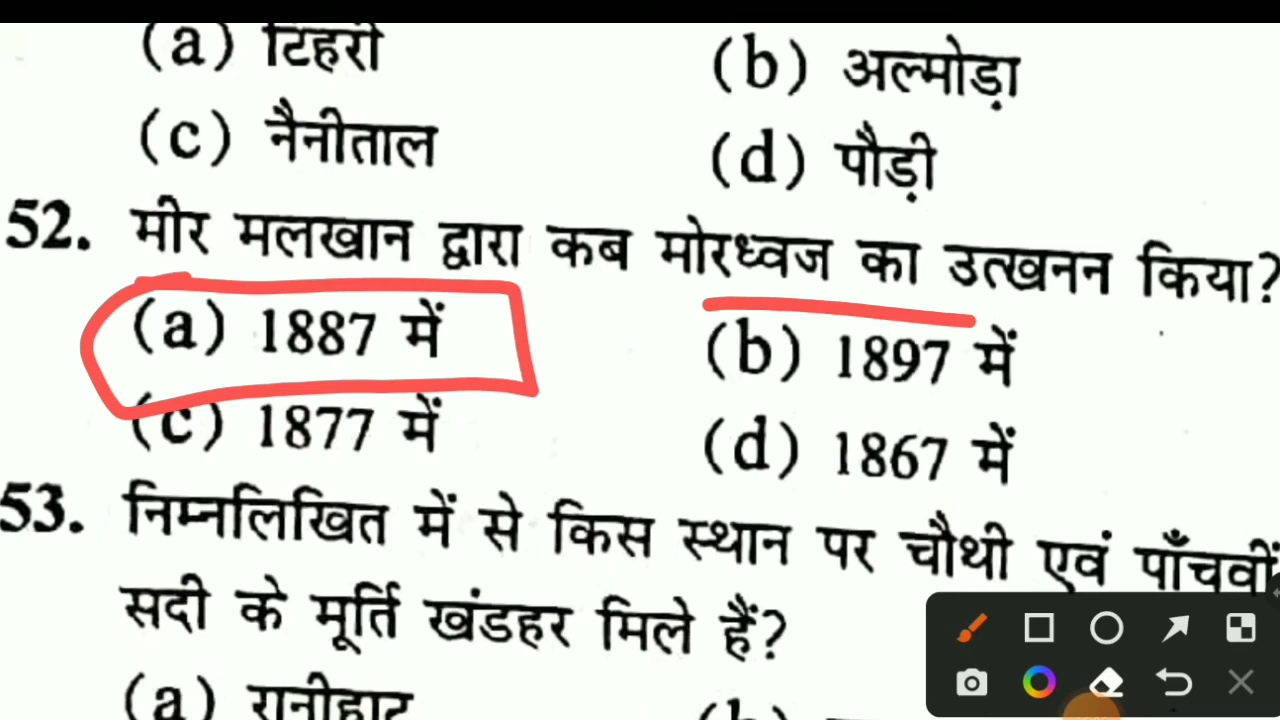 (a) टिहरी (b) अल्मोड़ा
(c) नैनीताल (d) पौड़ी
52. मीर मलखान द्वारा कब मोरध्वज का उत्खनन किया?
(a) 1887 में (b) 1897 में
(c) 1877 में (d) 1867 में
53. निम्नलिखित में से किस स्थान पर चौथी एवं पाँचवीं
सदी के मूर्ति खंडहर मिले हैं?
(a) रानीहाट (b)